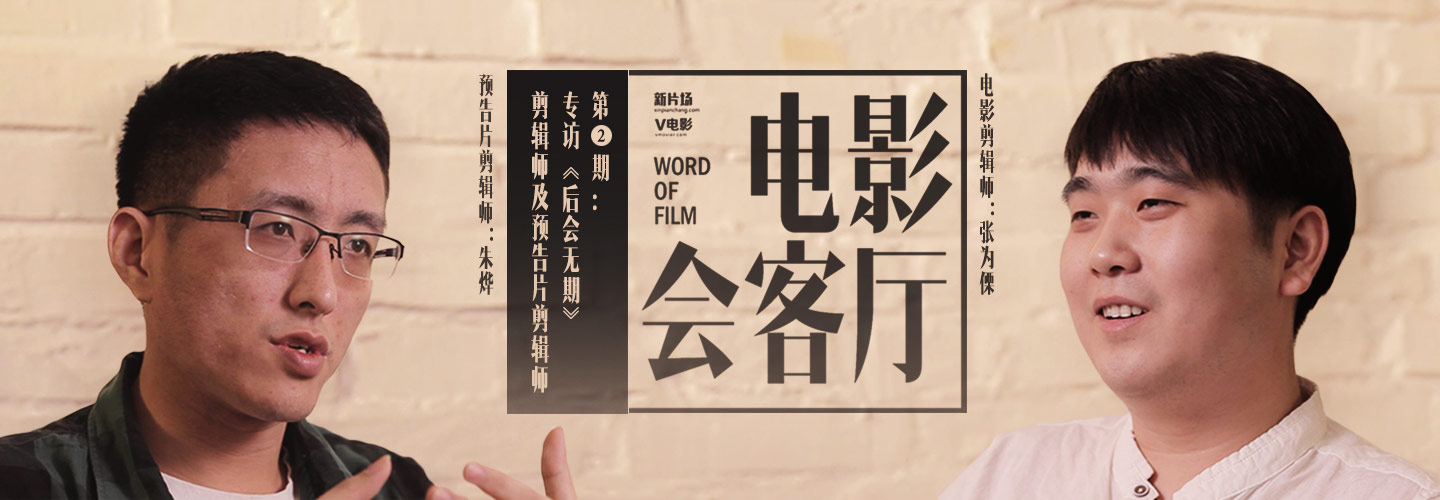 预告片剪辑师：朱烨
第2期：
专访《后会无期》
剪辑师及预告片剪辑师
新片场
xinpianchang.com
V电影
vmovier.com
WORD
OF
FILM
电影
会客厅
电影剪辑师：张为傈